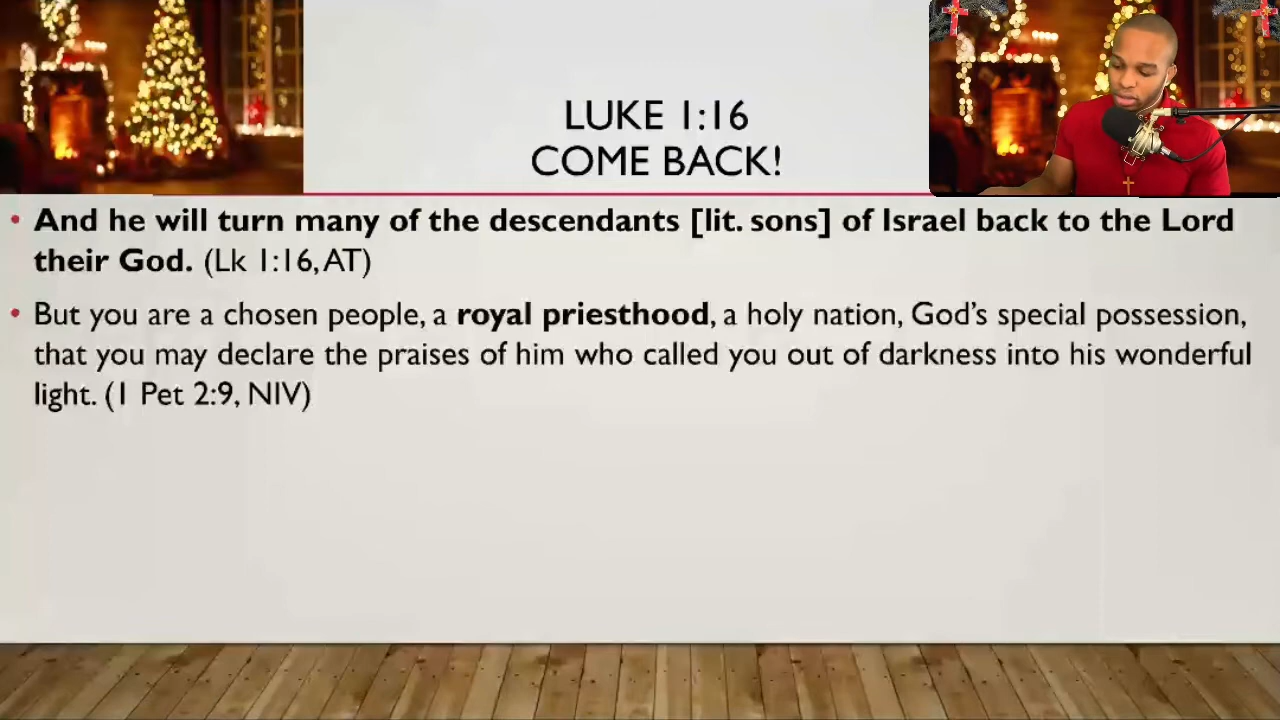 LUKE 1:16
COME BACK!
• And he will turn many of the descendants [lit. sons] of Israel back to the Lord
their God. (Lk 1:16, AT)
• But you are a chosen people, a royal priesthood, a holy nation, God’s special possession,
that you may declare the praises of him who called you out of darkness into his wonderful
light. (1 Pet 2:9, NIV)